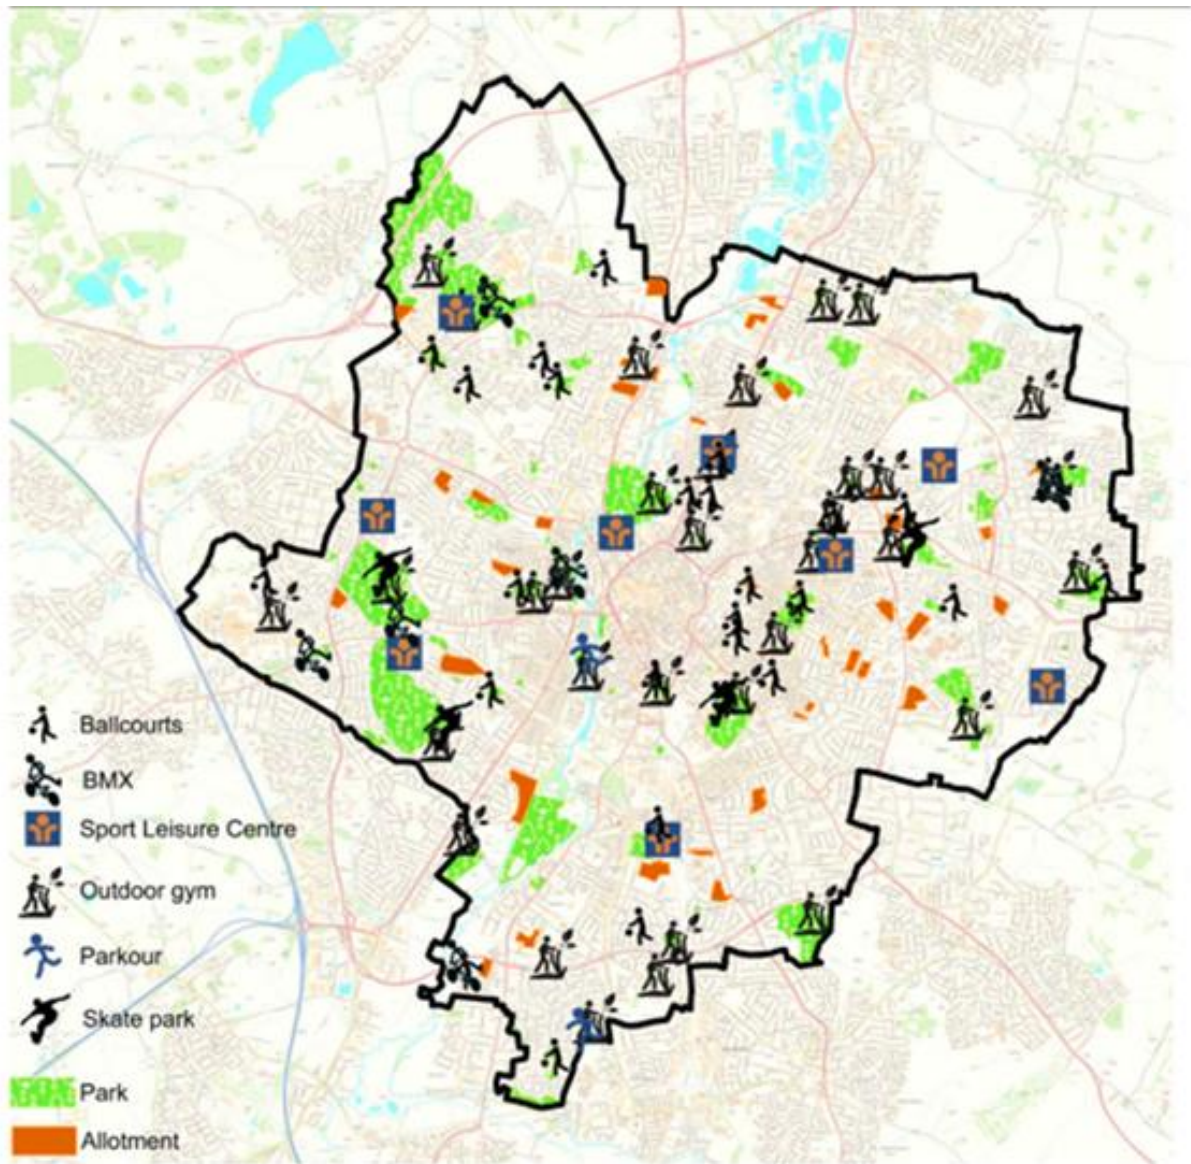 Ballcourts
BMX
Sport Leisure Centre
Outdoor gym
Parkour
Skate park
Park
Allotment